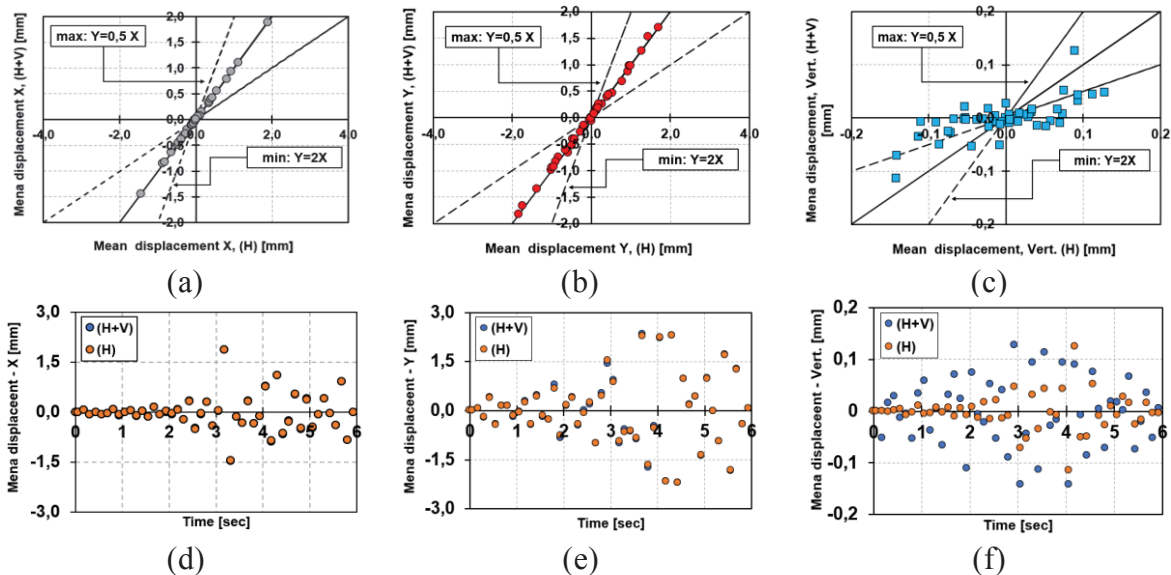 Mena displacement X, (H+V) [mm]
2,0
1,5
1,0
0,5
0,0
-0,5
-1,0
-1,5
-2,0
-4,0
-2,0
0,0
2,0
4,0
max: Y=0,5 X
min: Y=2X
Mean displacement X, (H) [mm]
(a)
Mena displacement Y, (H+V) [mm]
2,0
1,5
1,0
0,5
0,0
-0,5
-1,0
-1,5
-2,0
-4,0
-2,0
0,0
2,0
4,0
max: Y=0,5 X
min: Y=2X
Mean displacement Y, (H) [mm]
(b)
Mena displacement, Vert. (H+V)
[mm]
0,2
0,1
0,0
-0,1
-0,2
-0,2
-0,1
0,0
0,1
0,2
max: Y=0,5 X
min: Y=2X
Mean displacement, Vert. (H) [mm]
(c)
Mena displaceent - X [mm]
3,0
1,5
0,0
-1,5
-3,0
(H+V)
(H)
0 1 2 3 4 5 6
Time [sec]
(d)
Mena displaceent - Y [mm]
3,0
1,5
0,0
-1,5
-3,0
(H+V)
(H)
0 1 2 3 4 5 6
Time [sec]
(e)
Mena displaceent - Vert. [mm]
0,2
0,1
0
-0,1
-0,2
(H+V)
(H)
0 1 2 3 4 5 6
Time [sec]
(f)